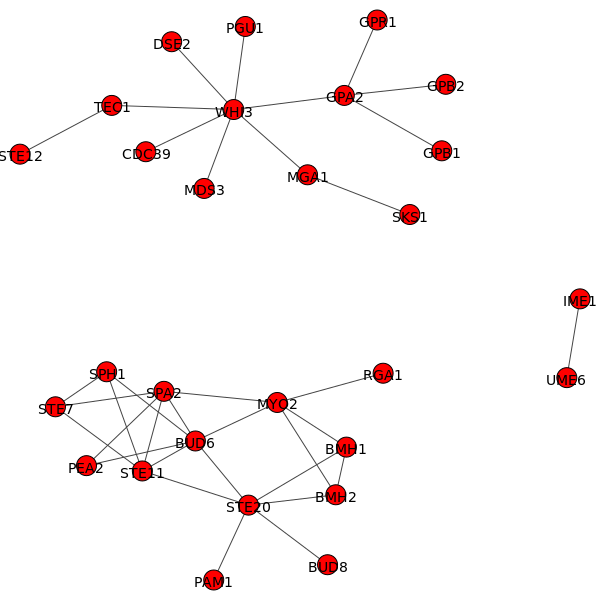 GPR1
PGU1
DSE2
GPB2
GPA2
TEC1
WHI3
STE12
CDC39
GPB1
MDS3
MGA1
SKS1
IME1
SPH1
RGA1
UME6
SPA2
STE7
MYO2
BUD6
BMH1
PEA2
STE11
BMH2
STE20
BUD8
PAM1